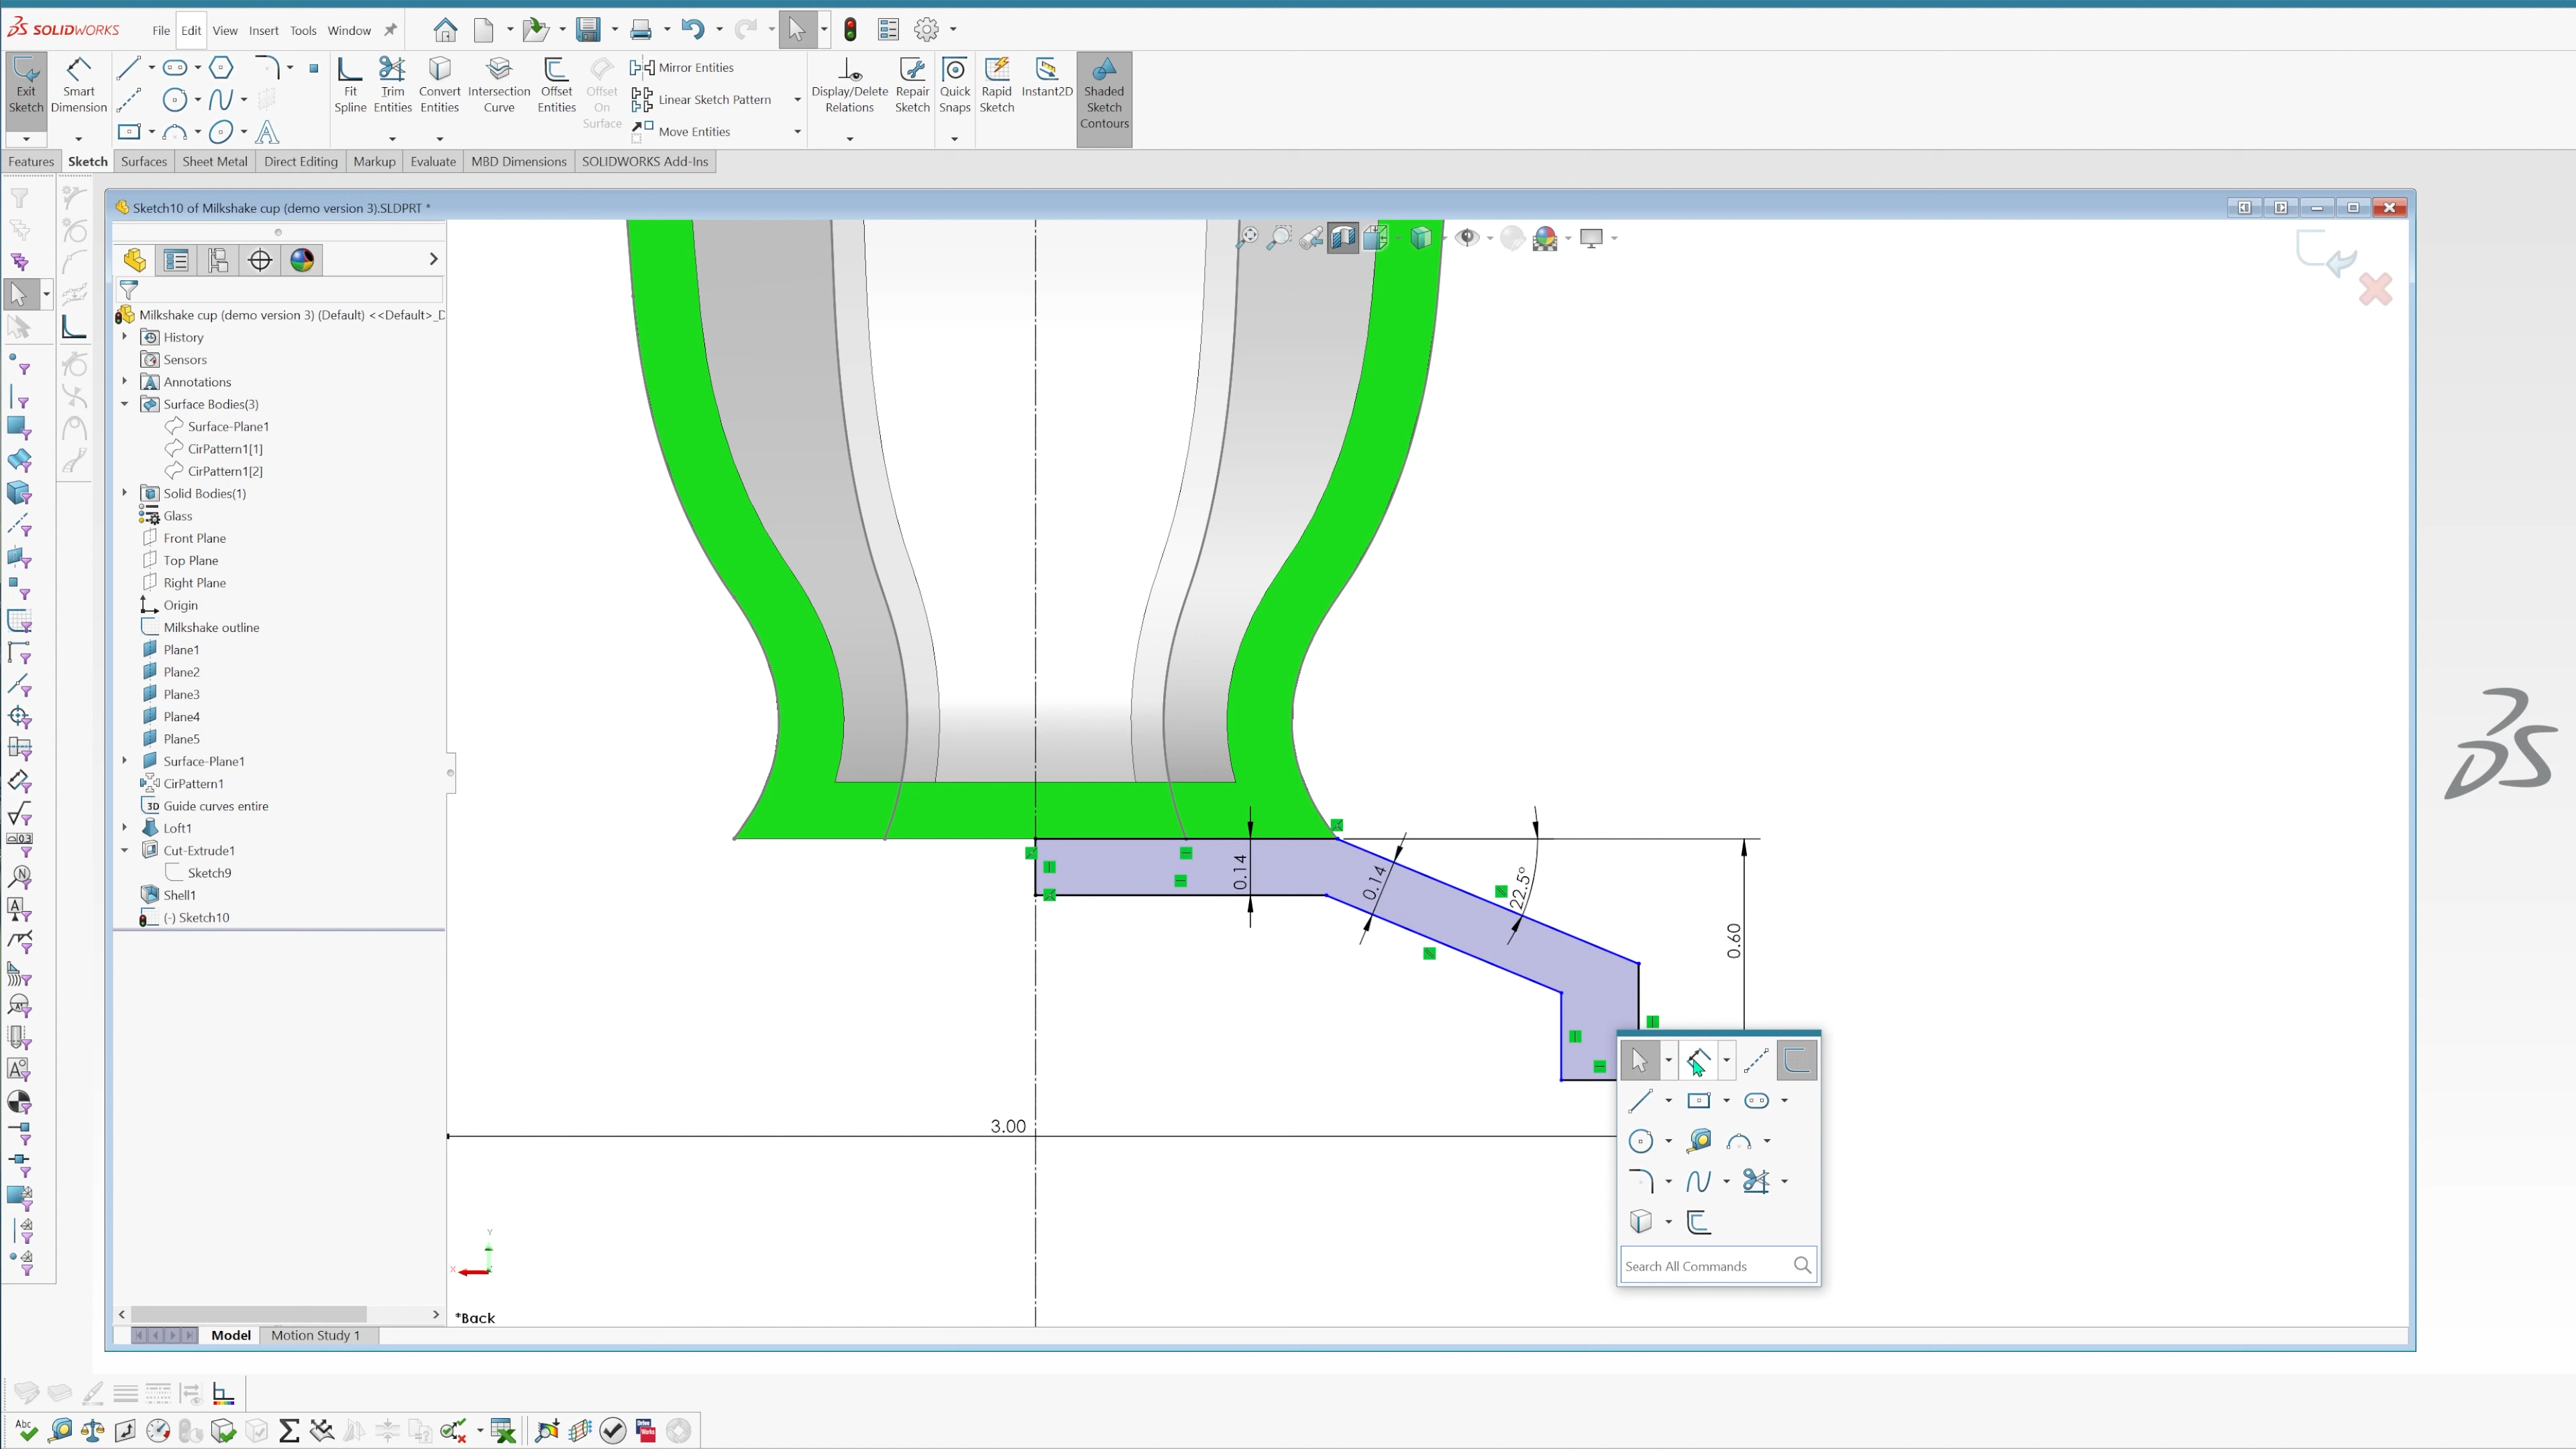 SOLIDWORKS File Edit View Insert Tools Window
Exit Sketch
Smart Dimension
Fit Spline
Trim Entities
Convert Entities
Intersection Curve
Offset Entities
Offset On Surface
Mirror Entities
Linear Sketch Pattern
Move Entities
Display/Delete Relations
Repair Sketch
Quick Snaps
Rapid Sketch
Instant2D
Shaded Sketch Contours
Features Sketch Surfaces Sheet Metal Direct Editing Markup Evaluate MBD Dimensions SOLIDWORKS Add-Ins
Sketch10 of Milkshake cup (demo version 3).SLDPRT *
Milkshake cup (demo version 3) (Default) <<Default>_D
History
Sensors
Annotations
Surface Bodies(3)
Surface-Plane1
CirPattern1[1]
CirPattern1[2]
Solid Bodies(1)
Glass
Front Plane
Top Plane
Right Plane
Origin
Milkshake outline
Plane1
Plane2
Plane3
Plane4
Plane5
Surface-Plane1
CirPattern1
3D Guide curves entire
Loft1
Cut-Extrude1
Sketch9
Shell1
(-) Sketch10
0.14
0.14
22.5°
0.60
3.00
Search All Commands
Y
X
*Back
Model Motion Study 1
Abc